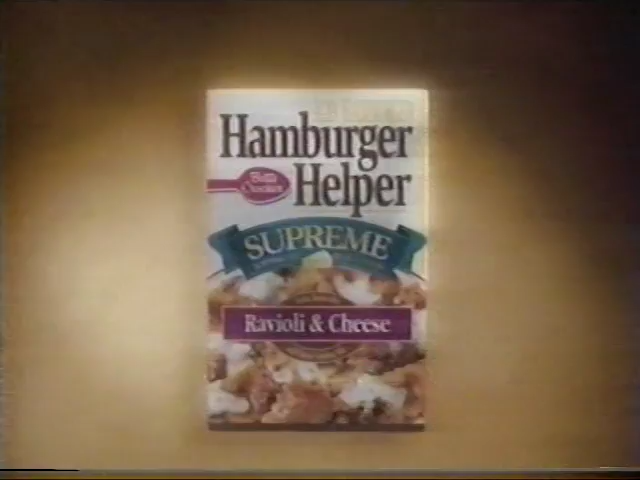 Hamburger
Betty
Crocker
Helper
SUPREME
Ravioli & Cheese